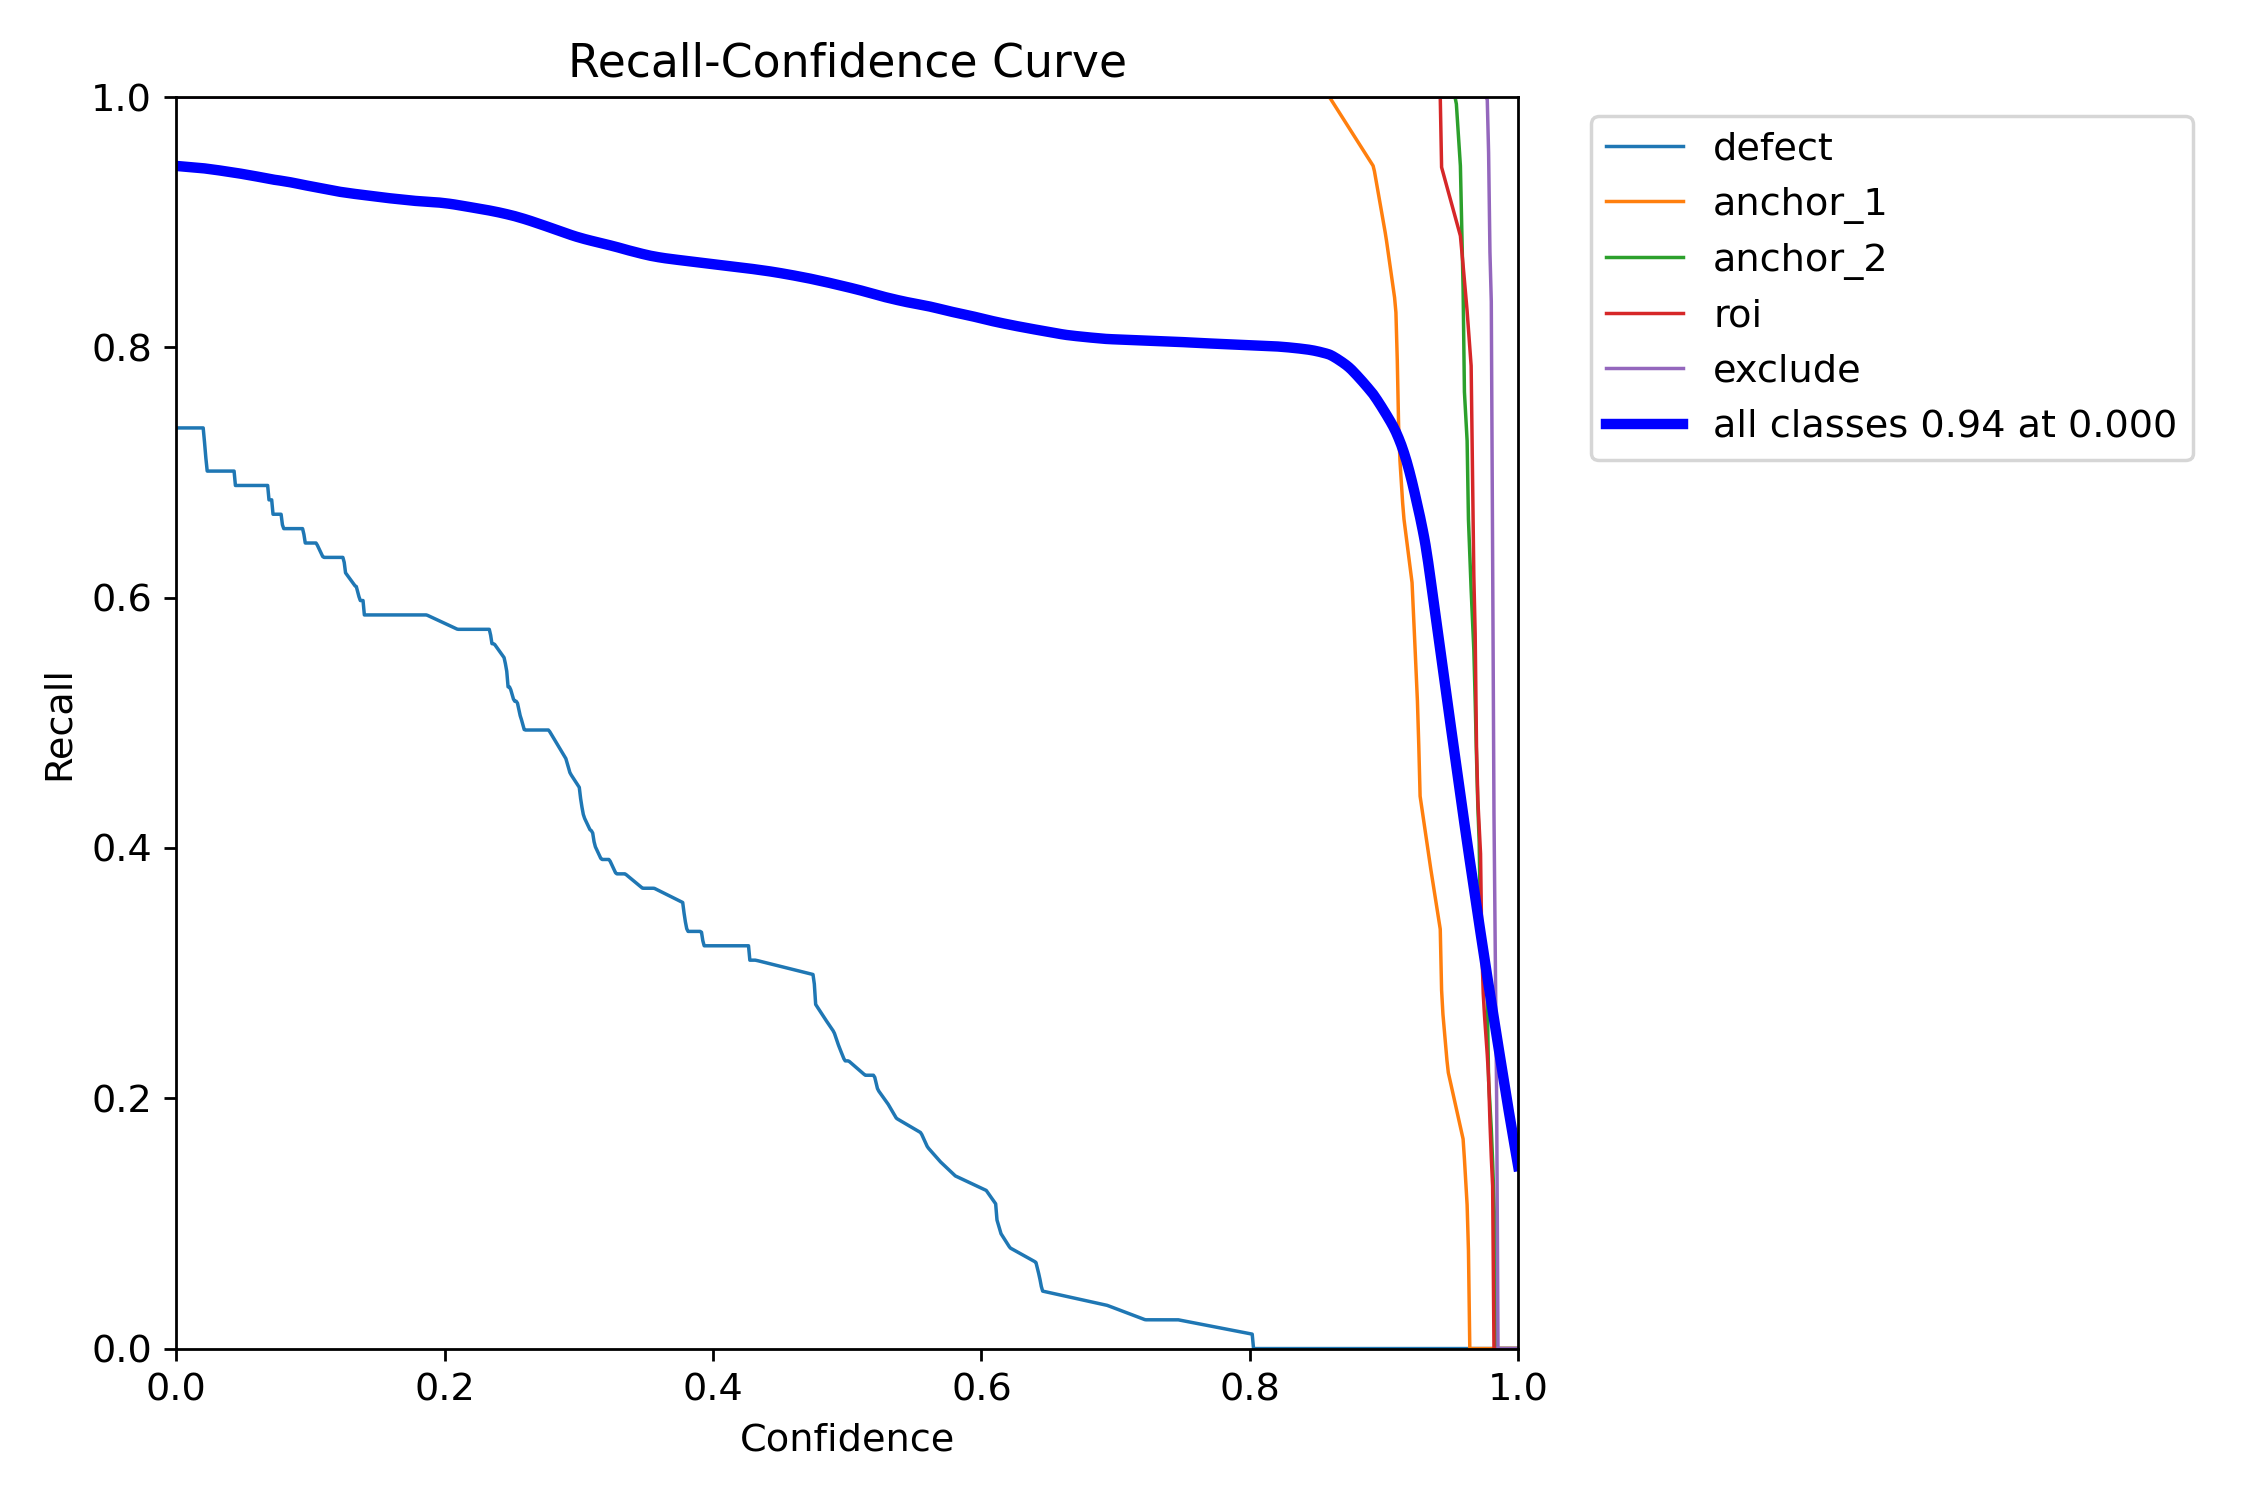 Recall-Confidence Curve
1.0
0.8
0.6
0.4
0.2
0.0
Recall
0.0 0.2 0.4 0.6 0.8 1.0
Confidence
defect
anchor_1
anchor_2
roi
exclude
all classes 0.94 at 0.000